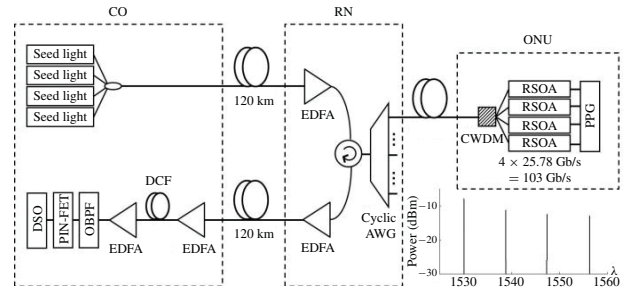 CO
RN
ONU
Seed light
Seed light
Seed light
Seed light
120 km
EDFA
Cyclic
AWG
CWDM
RSOA
RSOA
RSOA
RSOA
PPG
4 × 25.78 Gb/s
= 103 Gb/s
DSO
PIN-FET
OBPF
EDFA
DCF
EDFA
120 km
EDFA
Power (dBm)
−10
−20
−30
1530
1540
1550
1560
λ